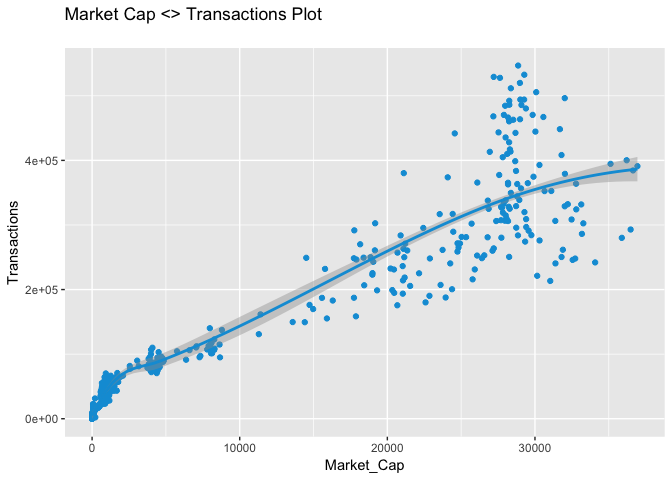 Market Cap <> Transactions Plot
4e+05
2e+05
0e+00
Transactions
0
10000
20000
30000
Market_Cap